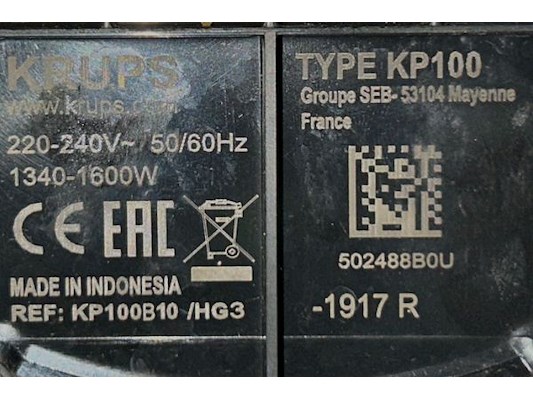 KRUPS
www.krups.com
220-240V~ 50/60Hz
1340-1600W
CE EAC
MADE IN INDONESIA
REF: KP100B10 /HG3
TYPE KP100
Groupe SEB- 53104 Mayenne
France
502488B0U
-1917 R